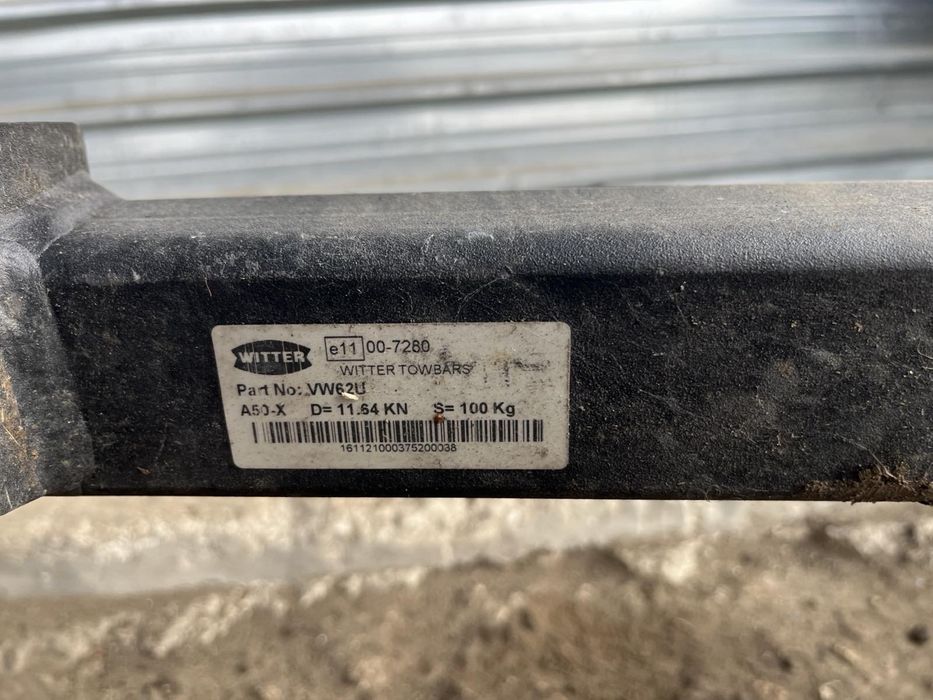 WITTER
e11 00-7280
WITTER TOWBARS
Part No: VW62U
A50-X D= 11.64 KN S= 100 Kg
161121000375200038